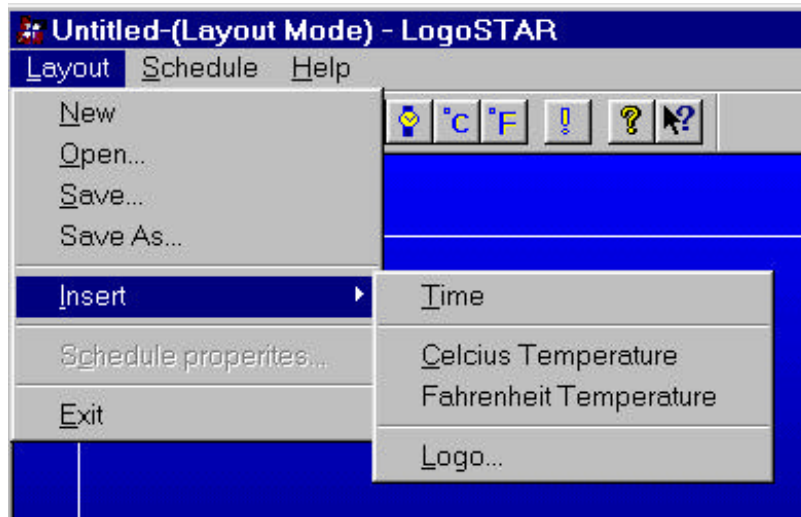 Untitled-(Layout Mode) - LogoSTAR
Layout Schedule Help
New
°C °F ! ? ?
Open...
Save...
Save As...
Insert
Time
Schedule properites...
Celcius Temperature
Fahrenheit Temperature
Exit
Logo...